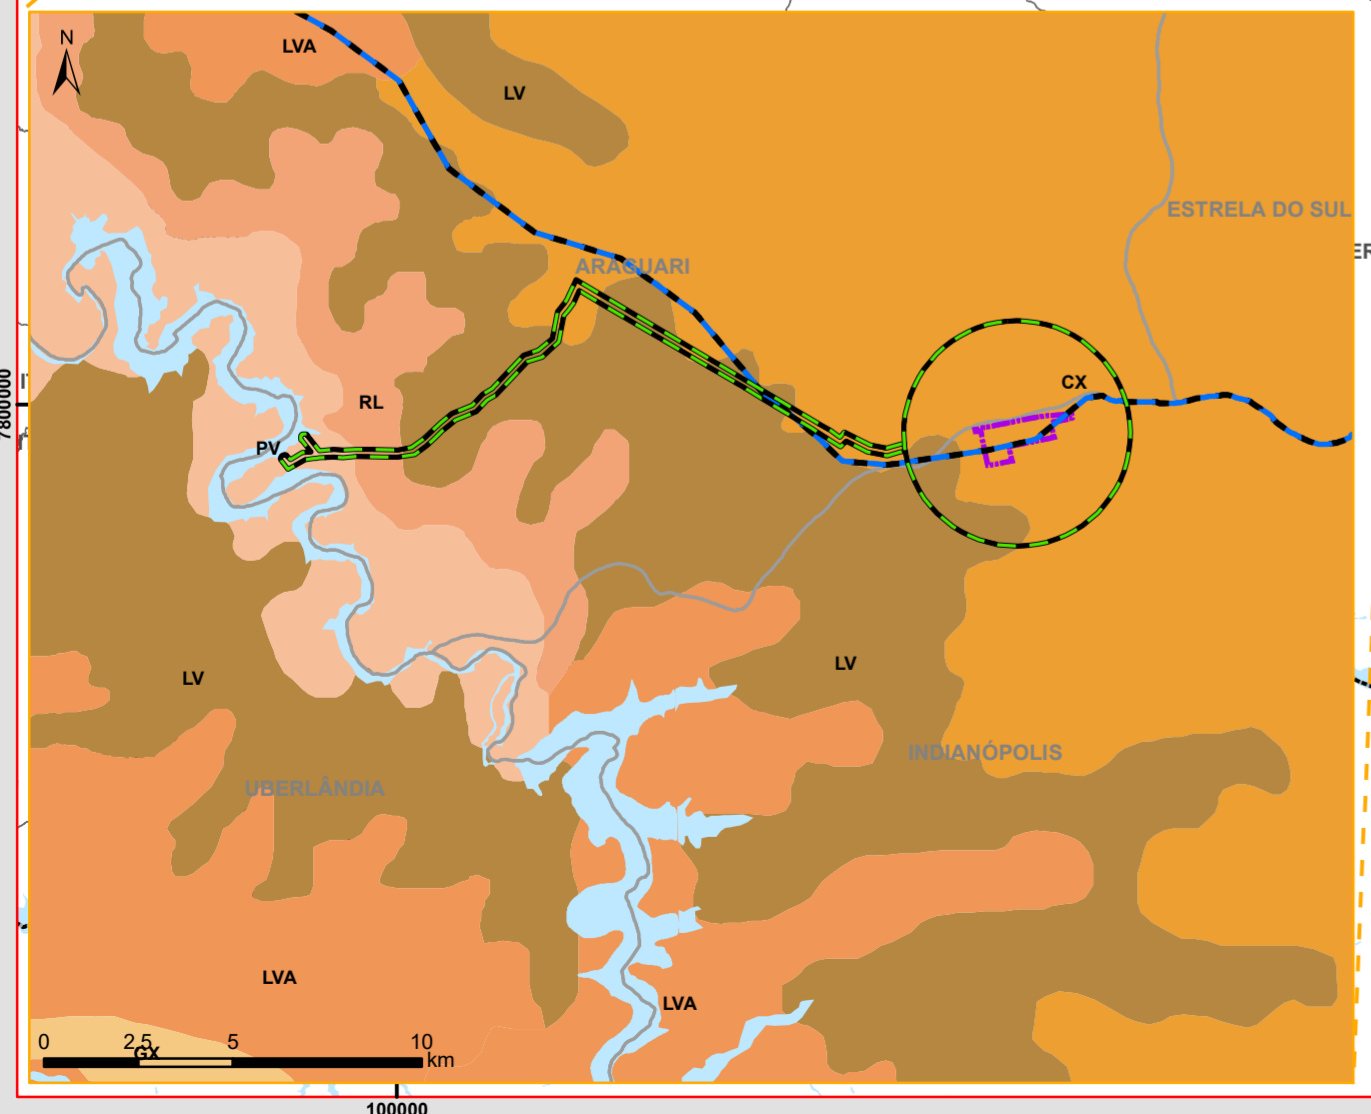 N
LVA
LV
ESTRELA DO SUL
ER
ARAGUARI
7800000
CX
RL
PV
LV
LV
INDIANÓPOLIS
UBERLÂNDIA
LVA
LVA
0 2,5 5 10
GX
km
100000